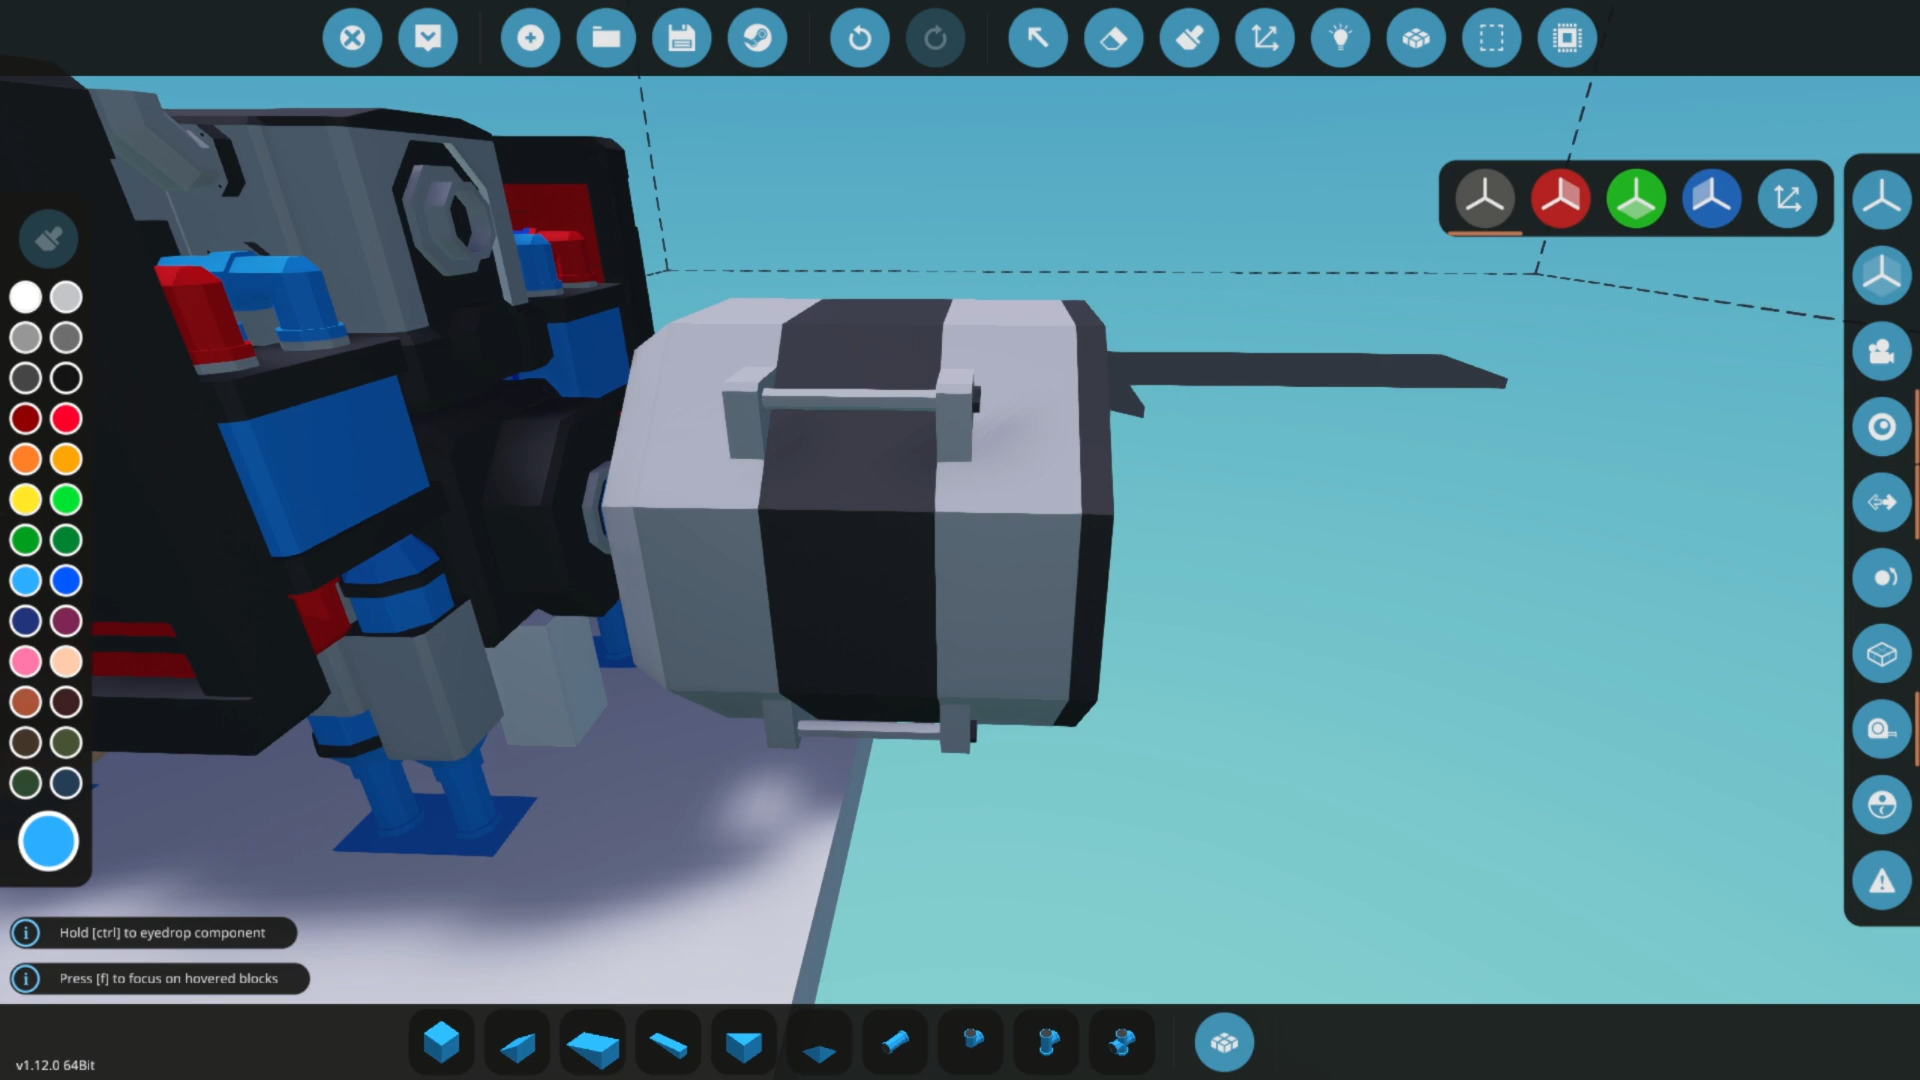 Hold [ctrl] to eyedrop component
Press [f] to focus on hovered blocks
v1.12.0 64Bit